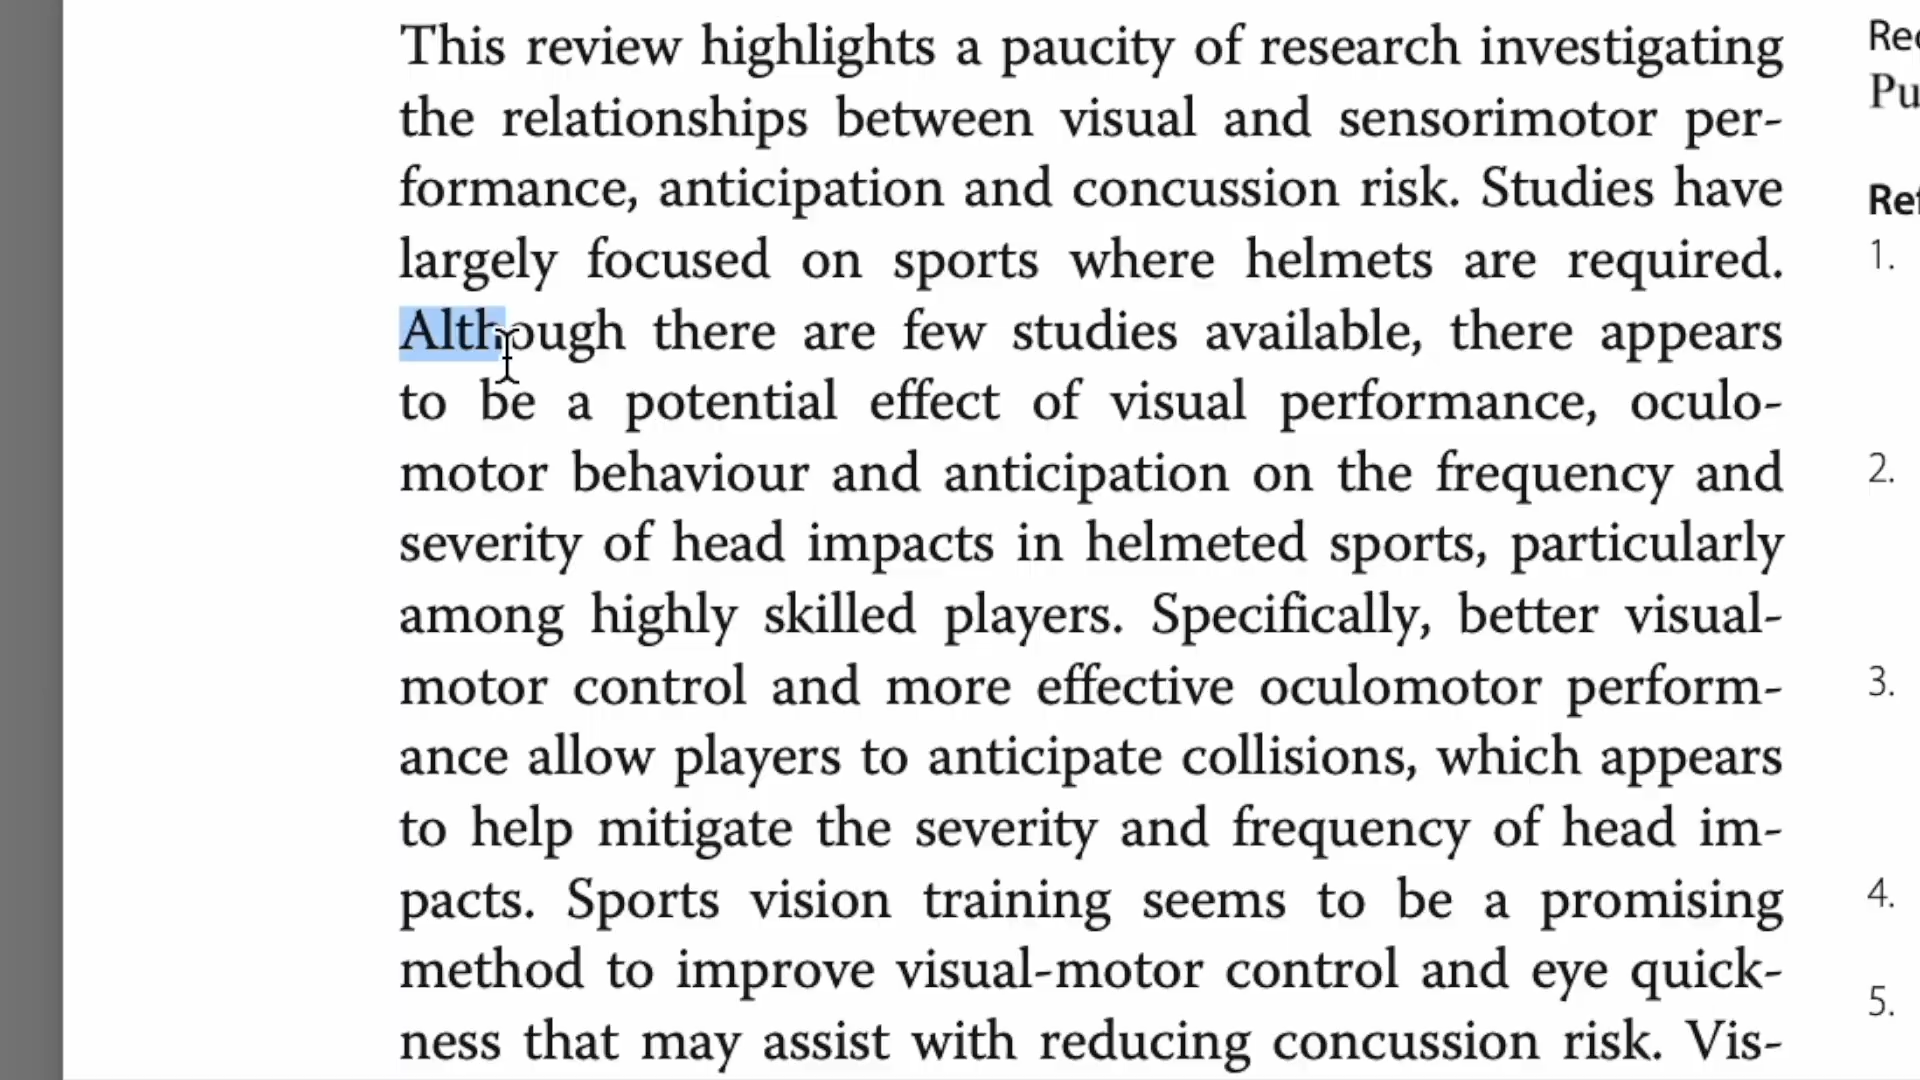 This review highlights a paucity of research investigating
the relationships between visual and sensorimotor per-
formance, anticipation and concussion risk. Studies have
largely focused on sports where helmets are required.
Although there are few studies available, there appears
to be a potential effect of visual performance, oculo-
motor behaviour and anticipation on the frequency and
severity of head impacts in helmeted sports, particularly
among highly skilled players. Specifically, better visual-
motor control and more effective oculomotor perform-
ance allow players to anticipate collisions, which appears
to help mitigate the severity and frequency of head im-
pacts. Sports vision training seems to be a promising
method to improve visual-motor control and eye quick-
ness that may assist with reducing concussion risk. Vis-
1.
2.
3.
4.
5.